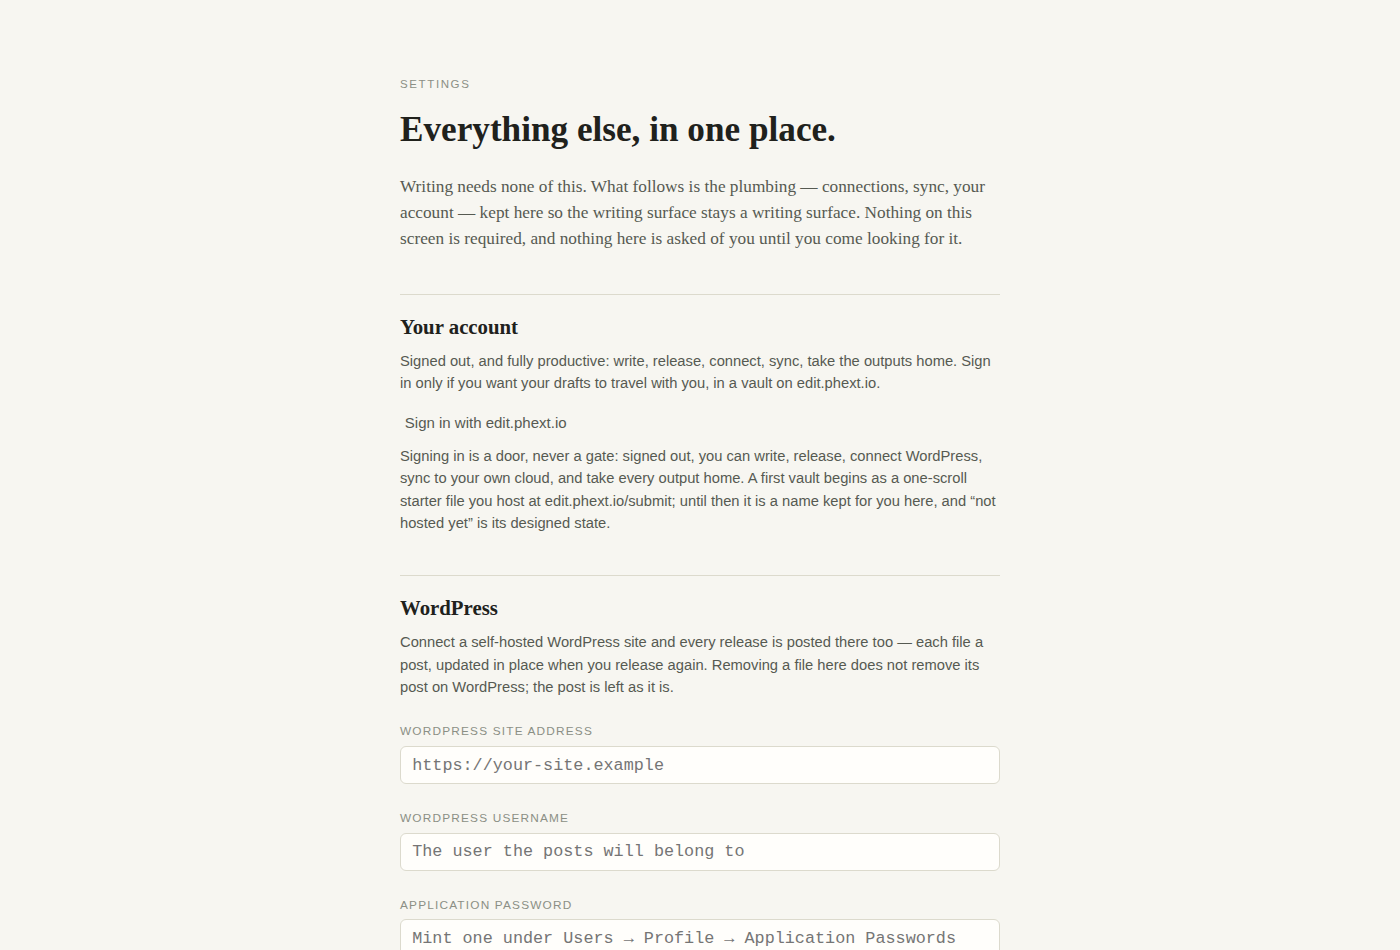 SETTINGS
Everything else, in one place.
Writing needs none of this. What follows is the plumbing — connections, sync, your
account — kept here so the writing surface stays a writing surface. Nothing on this
screen is required, and nothing here is asked of you until you come looking for it.
Your account
Signed out, and fully productive: write, release, connect, sync, take the outputs home. Sign
in only if you want your drafts to travel with you, in a vault on edit.phext.io.
Sign in with edit.phext.io
Signing in is a door, never a gate: signed out, you can write, release, connect WordPress,
sync to your own cloud, and take every output home. A first vault begins as a one-scroll
starter file you host at edit.phext.io/submit; until then it is a name kept for you here, and “not
hosted yet” is its designed state.
WordPress
Connect a self-hosted WordPress site and every release is posted there too — each file a
post, updated in place when you release again. Removing a file here does not remove its
post on WordPress; the post is left as it is.
WORDPRESS SITE ADDRESS
https://your-site.example
WORDPRESS USERNAME
The user the posts will belong to
APPLICATION PASSWORD
Mint one under Users → Profile → Application Passwords